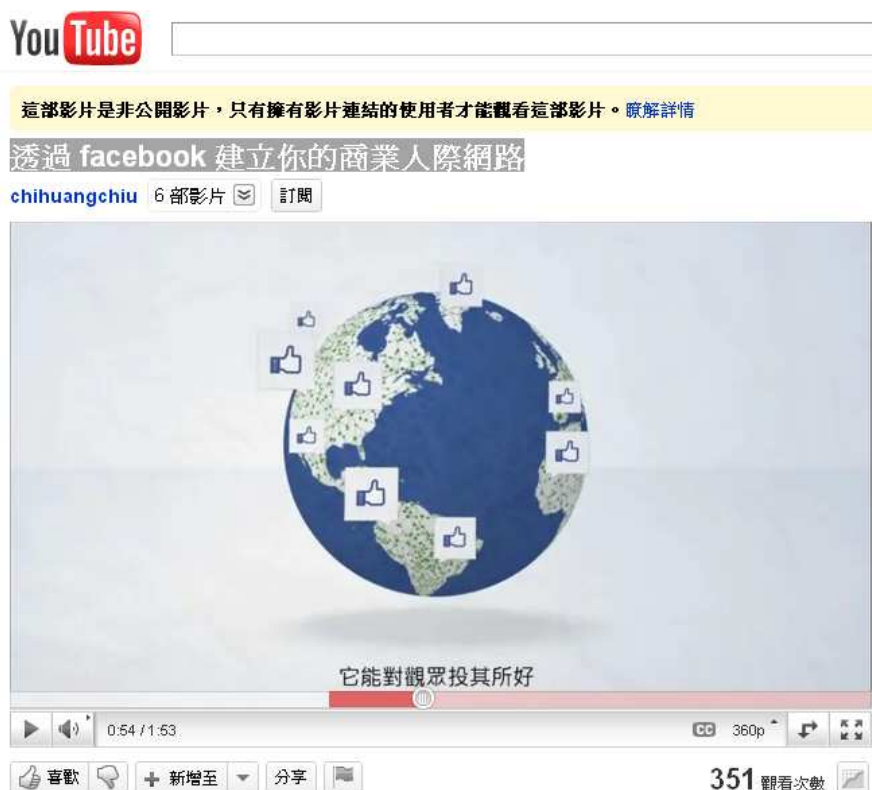 You Tube
這部影片是非公開影片，只有擁有影片連結的使用者才能觀看這部影片。瞭解詳情
透過 facebook 建立你的商業人際網路
chihuangchiu 6 部影片 訂閱
它能對觀眾投其所好
0:54 / 1:53 CC 360p
喜歡 新增至 分享 351 觀看次數